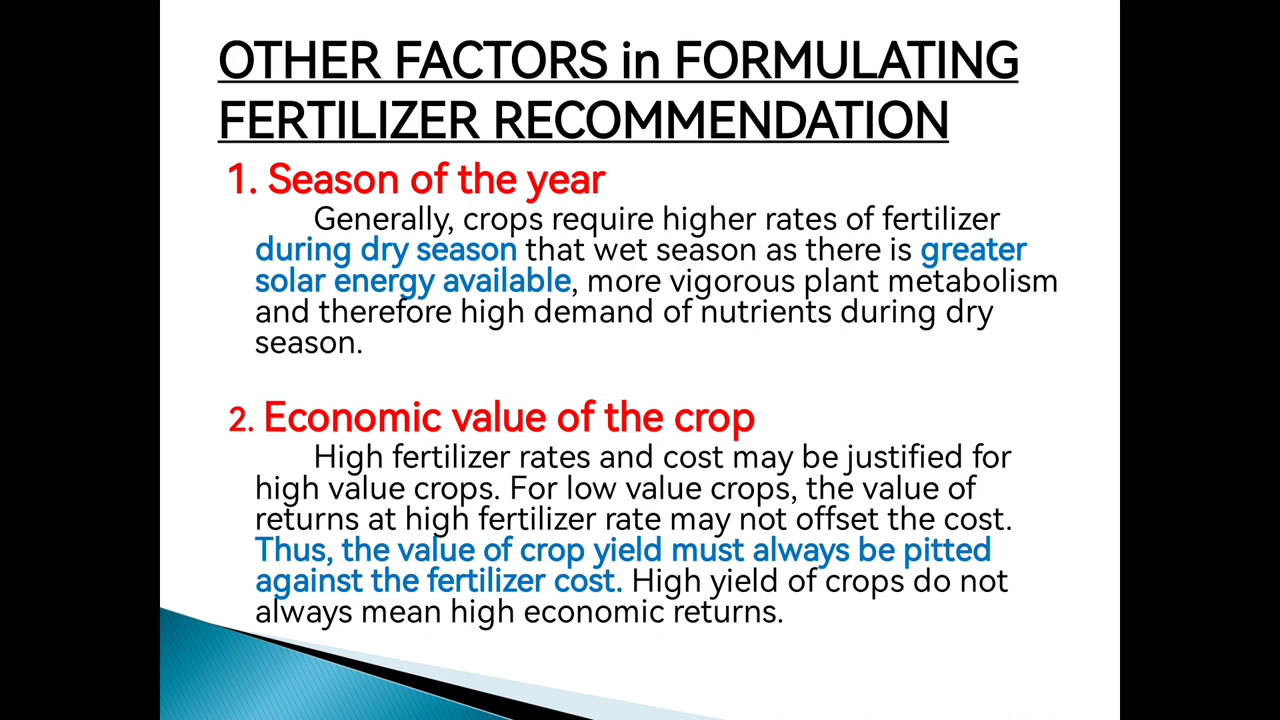 OTHER FACTORS in FORMULATING
FERTILIZER RECOMMENDATION
1. Season of the year
Generally, crops require higher rates of fertilizer
during dry season that wet season as there is greater
solar energy available, more vigorous plant metabolism
and therefore high demand of nutrients during dry
season.
2. Economic value of the crop
High fertilizer rates and cost may be justified for
high value crops. For low value crops, the value of
returns at high fertilizer rate may not offset the cost.
Thus, the value of crop yield must always be pitted
against the fertilizer cost. High yield of crops do not
always mean high economic returns.